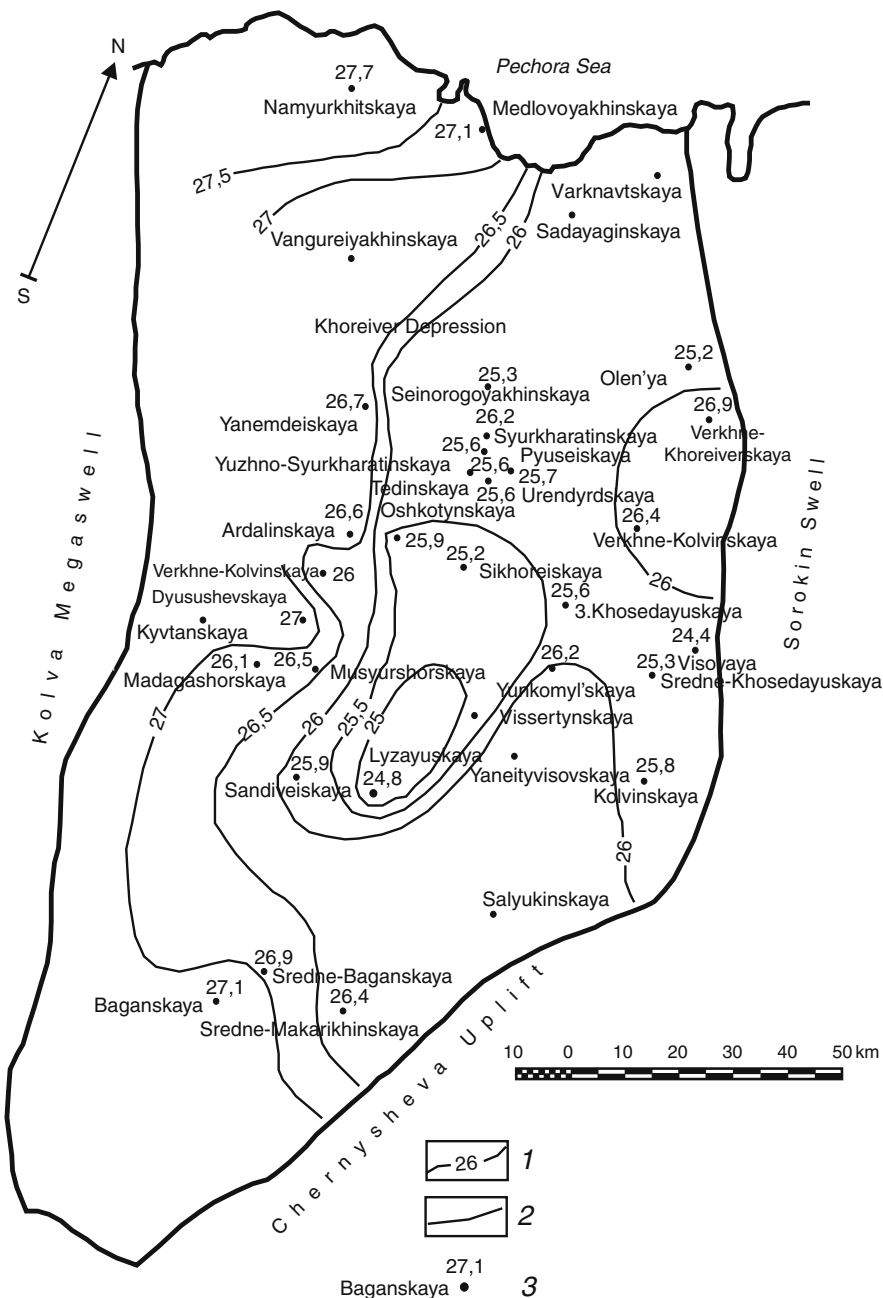 N
S
Pechora Sea
27,7
Namyurkhitskaya
Medlovoyakhinskaya
27,1
27,5
27
Varknavtskaya
Sadayaginskaya
26,5
26
Vangureiyakhinskaya
Khoreiver Depression
25,2
Olen'ya
25,3
Seinorogoyakhinskaya
26,7
Yanemdeiskaya
26,9
Verkhne-
Khoreiverskaya
26,2
Syurkharatinskaya
25,6
Pyuseiskaya
Yuzhno-Syurkharatinskaya
25,6
25,7
Tedinskaya
25,6
Urendyrdskaya
Oshkotynskaya
26,6
Ardalinskaya
26,4
Verkhne-Kolvinskaya
25,9
25,2
Sikhoreiskaya
Verkhne-Kolvinskaya
26
26
Dyusushevskaya
25,6
3.Khosedayuskaya
Kyvtanskaya
27
24,4
Visovaya
26,1
Madagashorskaya
26,5
Musyurshorskaya
26,2
Yunkomyl'skaya
25,3
Sredne-Khosedayuskaya
27
26,5
26
25,5
25
Vissertynskaya
Lyzayuskaya
Yaneityvisovskaya
25,9
Sandiveiskaya
24,8
25,8
Kolvinskaya
26
Salyukinskaya
26,9
Sredne-Baganskaya
27,1
Baganskaya
26,4
Sredne-Makarikhinskaya
Kolva Megaswell
Sorokin Swell
Chernysheva Uplift
10 0 10 20 30 40 50 km
26 1
2
27,1
Baganskaya 3